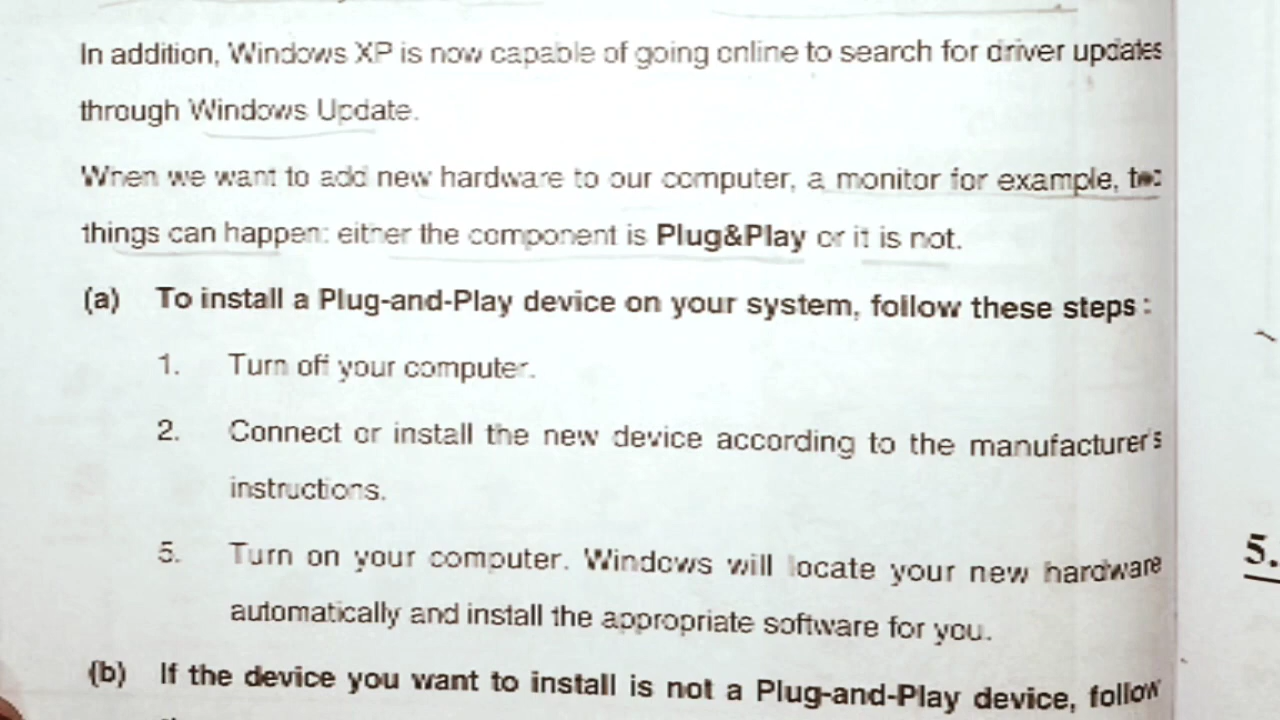 In addition, Windows XP is now capable of going online to search for driver updates
through Windows Update.
When we want to add new hardware to our computer, a monitor for example,
things can happen: either the component is Plug&Play or it is not.
(a) To install a Plug-and-Play device on your system, follow these steps :
1. Turn off your computer.
2. Connect or install the new device according to the manufacturer's
instructions.
5. Turn on your computer. Windows will locate your new hardware
automatically and install the appropriate software for you.
5.
(b) If the device you want to install is not a Plug-and-Play device, follow